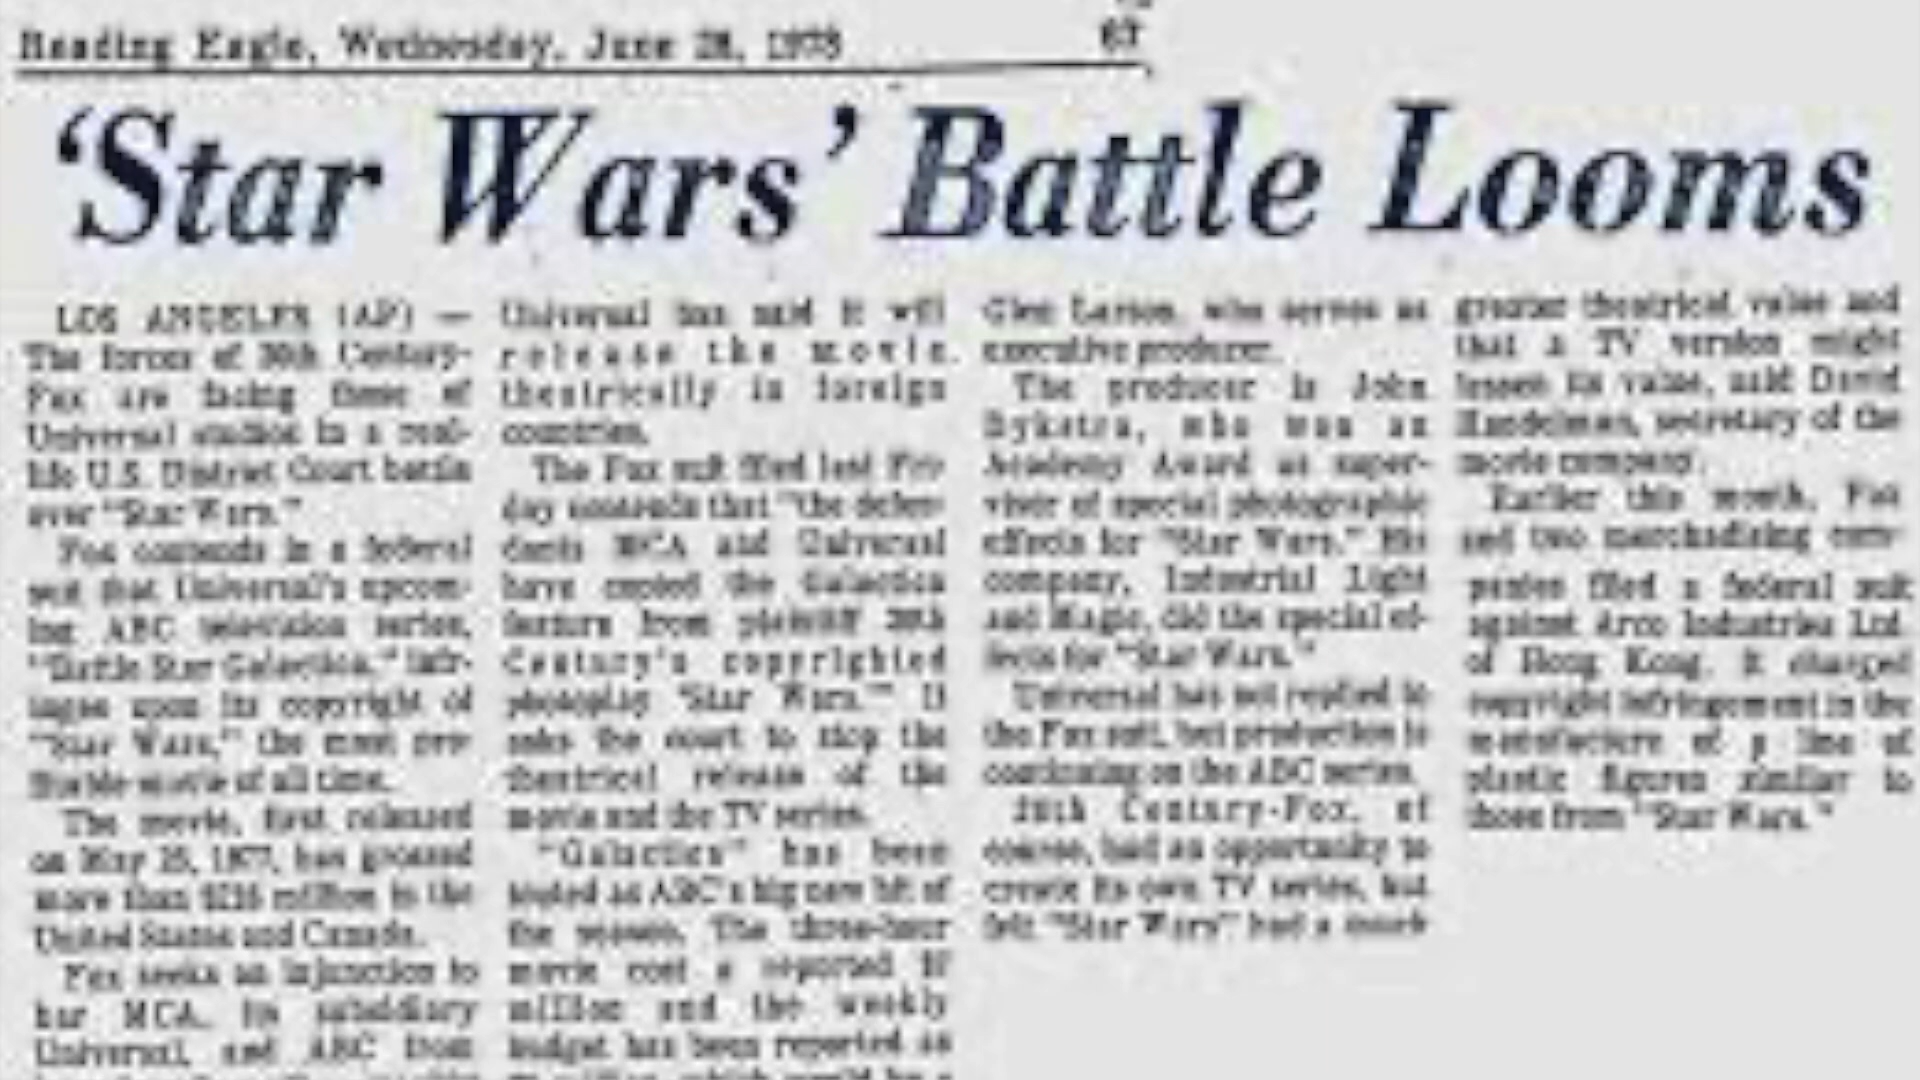 Reading Eagle, Wednesday, June 28, 1978
67
'Star Wars' Battle Looms
LOS ANGELES (AP) —
The forces of 20th Century-
Fox are facing those of
Universal studios in a real-
life U.S. District Court battle
over "Star Wars."
Fox contends in a federal
suit that Universal's upcom-
ing ABC television series,
"Battle Star Galactica," infr-
inges upon its copyright of
"Star Wars," the most pro-
fitable movie of all time.
The movie, first released
on May 25, 1977, has grossed
more than million in the
United States and Canada.
Fox seeks an injunction to
bar MCA, its subsidiary
Universal, and ABC from
Universal has said it will
release the movie
theatrically in foreign
countries.
The Fox suit filed last Fri-
day contends that "the defen-
dants MCA and Universal
have copied the Galactica
feature from plaintiff 20th
Century's copyrighted
photoplay 'Star Wars.'" It
asks the court to stop the
theatrical release of the
movie and the TV series.
"Galactica" has been
touted as ABC's big new hit of
the season. The three-hour
movie cost a reported $7
million and the weekly
budget has been reported as
Glen Larson, who serves as
executive producer.
The producer is John
Dykstra, who won an
Academy Award as super-
visor of special photographic
effects for "Star Wars." His
company, Industrial Light
and Magic, did the special ef-
fects for "Star Wars."
Universal has not replied to
the Fox suit, but production is
continuing on the ABC series.
20th Century-Fox, of
course, had an opportunity to
create its own TV series, but
felt "Star Wars" had a much
greater theatrical value and
that a TV version might
lessen its value, said David
Handelman, secretary of the
movie company.
Earlier this month, Fox
and two marchadising com-
panies filed a federal suit
against Arco Industries Ltd.
of Hong Kong. It charged
copyright infringement in the
manufacture of a line of
plastic figures similar to
those from "Star Wars."